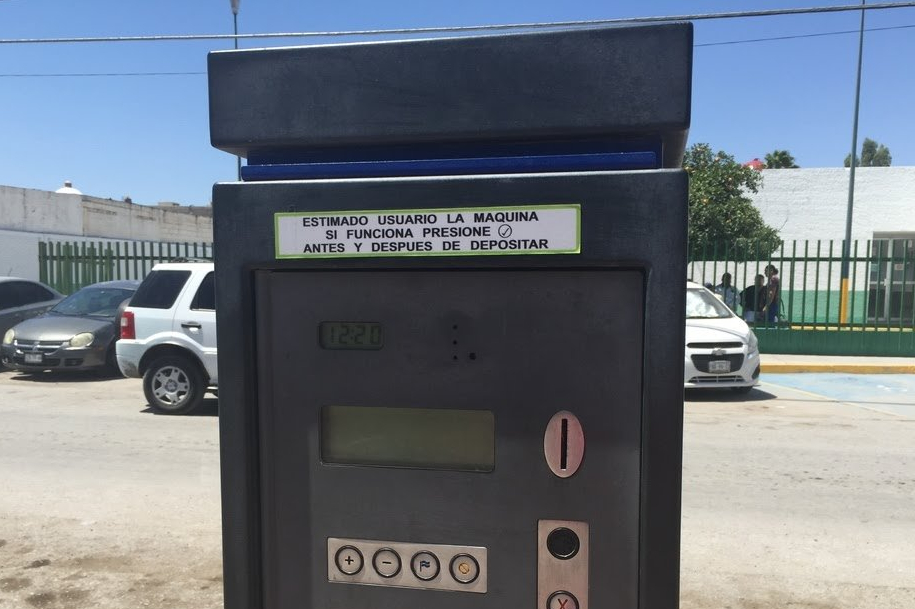 ESTIMADO USUARIO LA MAQUINA
SI FUNCIONA PRESIONE ✓
ANTES Y DESPUES DE DEPOSITAR
12:20
+ −
X